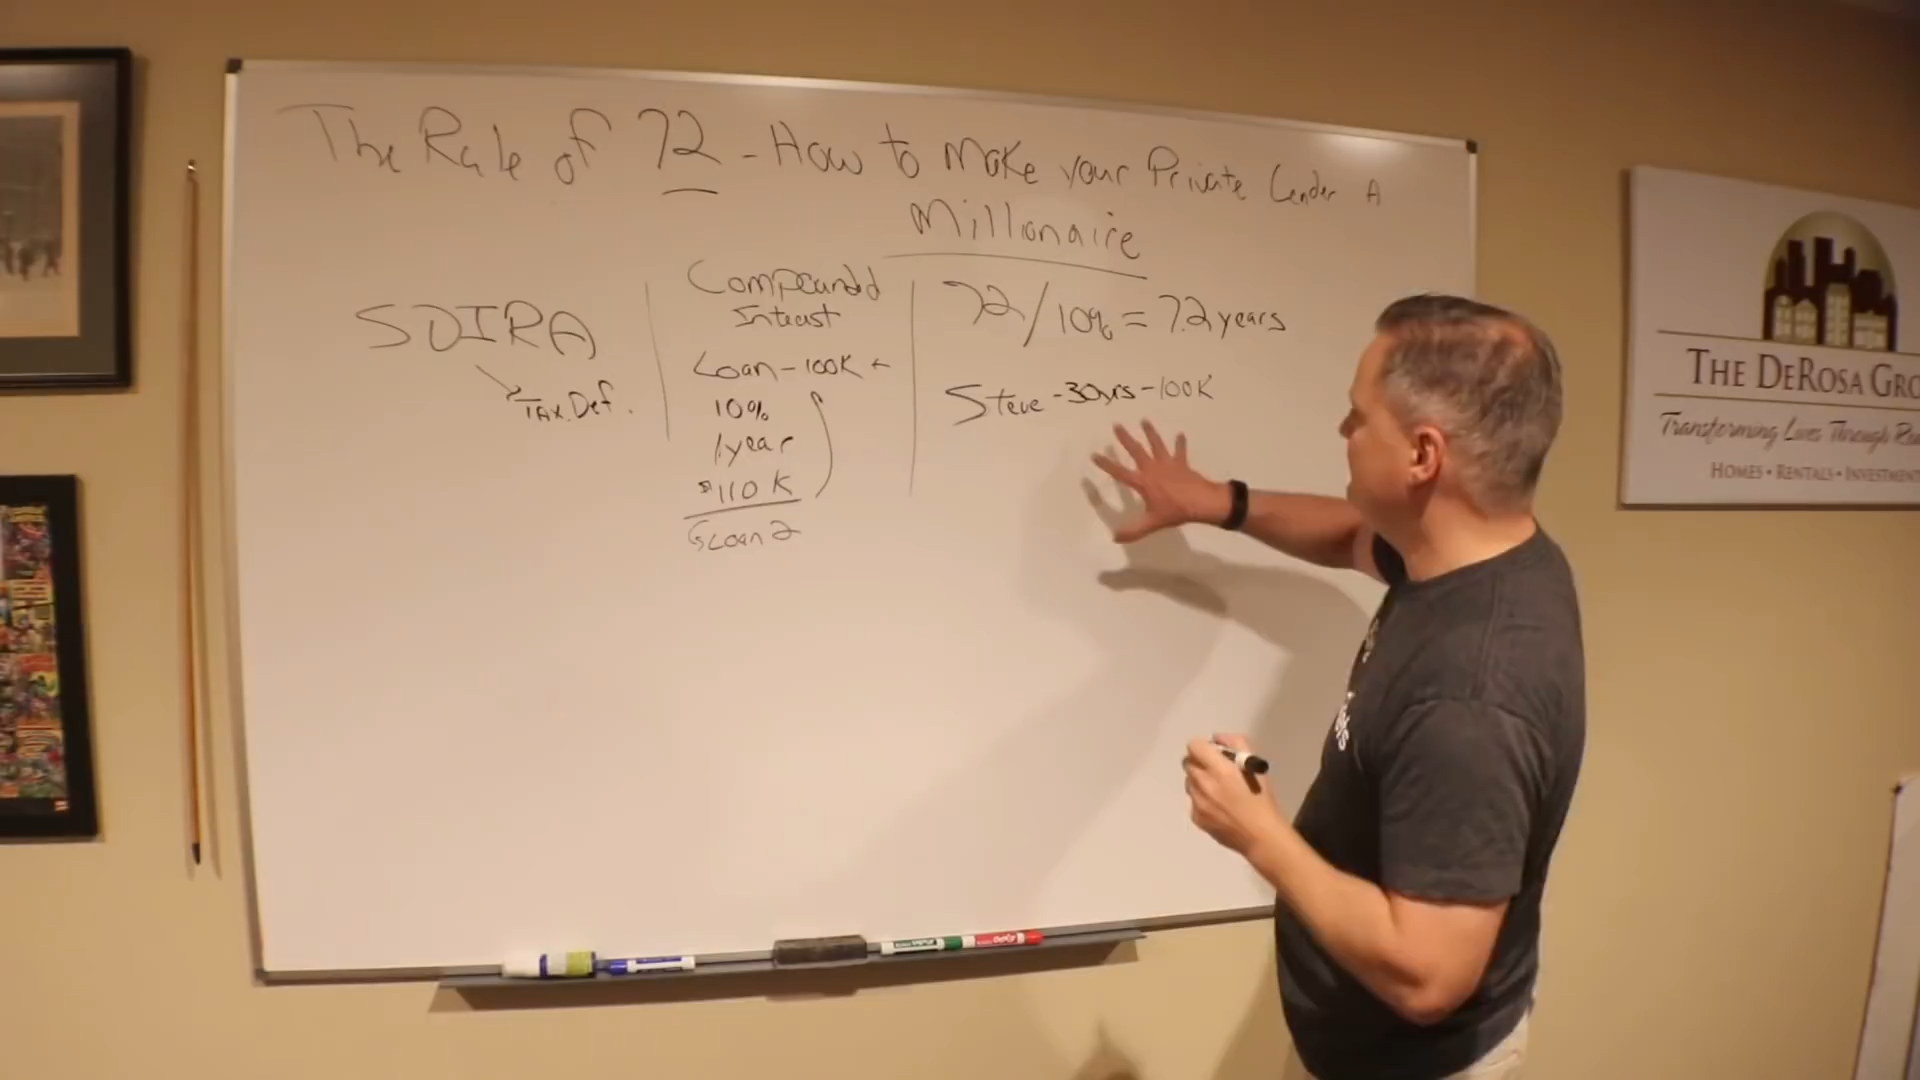 The Rule of 72 - How to Make your Private Lender A
Millionaire
SDIRA
TAX. Def.
Compounded
Interest
Loan - 100K
10%
1 year
$110 K
Loan 2
72/10% = 7.2 years
Steve - 30yrs - 100K
THE DEROSA GRO
Transforming Lives Through Rea
HOMES • RENTALS • INVESTMENT
EXPO